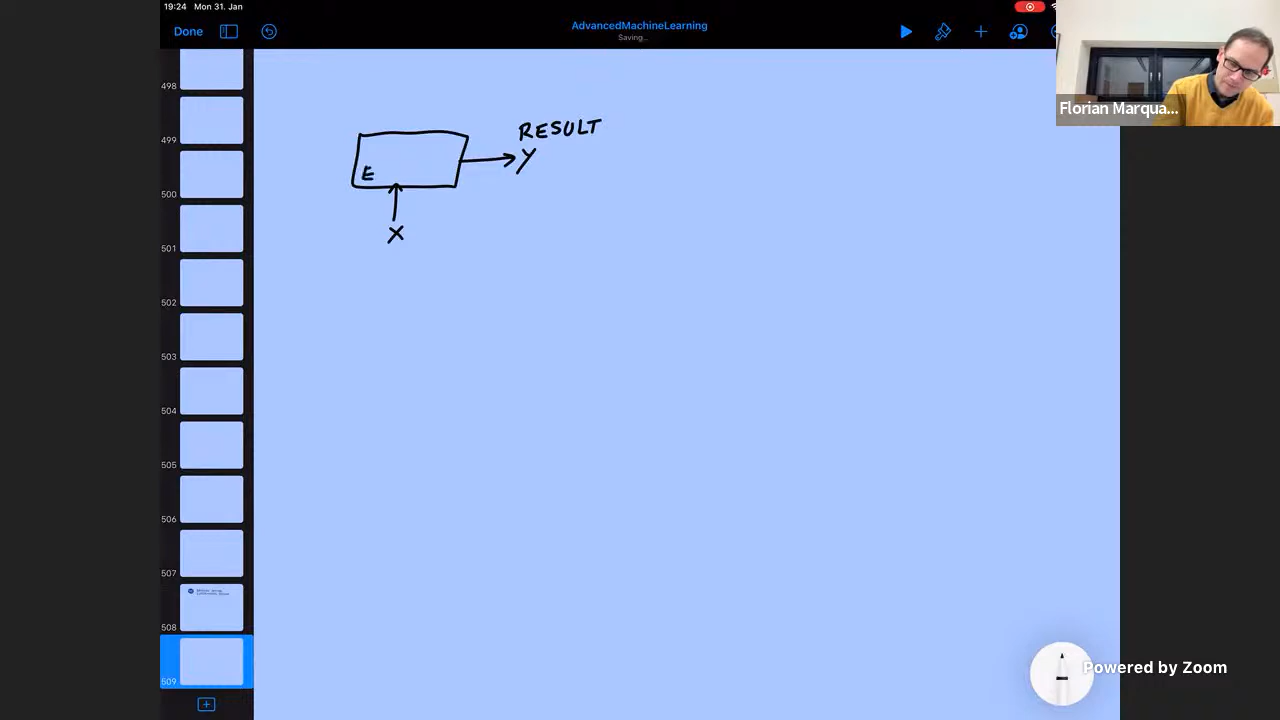 19:24 Mon 31. Jan
Done
AdvancedMachineLearning
Saving...
Florian Marqua...
498
499
500
501
502
503
504
505
506
507
508
509
RESULT
E
Y
X
Powered by Zoom